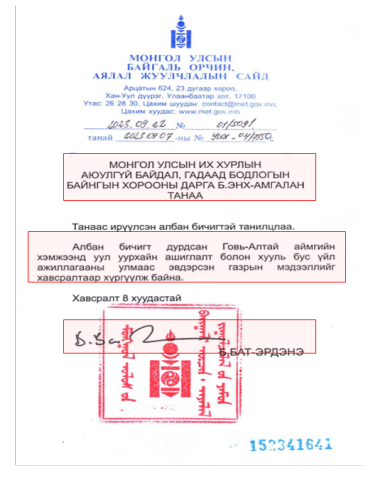 МОНГОЛ УЛСЫН
БАЙГАЛЬ ОРЧИН,
АЯЛАЛ ЖУУЛЧЛАЛЫН САЙД
Арцатын 624, 23 дугаар хороо,
Хан-Уул дүүрэг, Улаанбаатар хот, 17100
Утас: 26 28 30, Цахим шуудан: contact@met.gov.mn,
Цахим хуудас: www.met.gov.mn
2023.09.22 № 01/5091
танай 2023.09.07-ны №
МОНГОЛ УЛСЫН ИХ ХУРЛЫН
АЮУЛГҮЙ БАЙДАЛ, ГАДААД БОДЛОГЫН
БАЙНГЫН ХОРООНЫ ДАРГА Б.ЭНХ-АМГАЛАН
ТАНАА
Танаас ирүүлсэн албан бичигтэй танилцлаа.
Албан бичигт дурдсан Говь-Алтай аймгийн
хэмжээнд уул уурхайн ашиглалт болон хууль бус үйл
ажиллагааны улмаас эвдэрсэн газрын мэдээллийг
хавсралтаар хүргүүлж байна.
Хавсралт 8 хуудастай
Б.БАТ-ЭРДЭНЭ
152341641